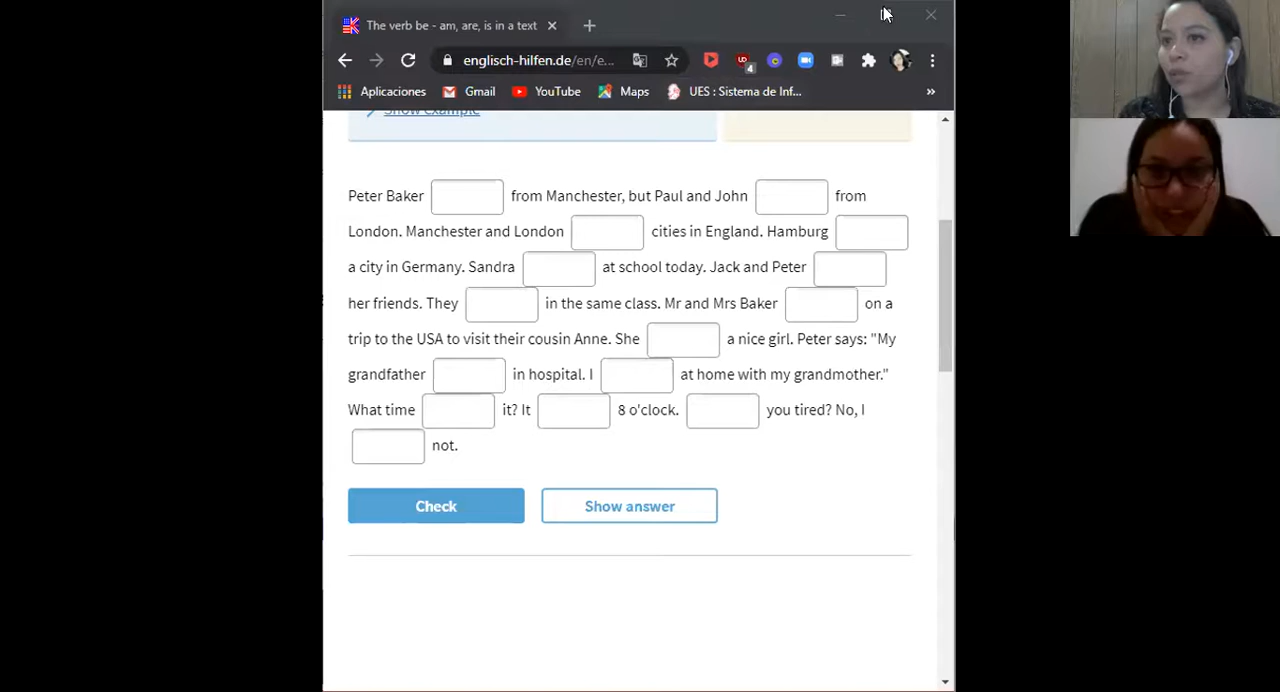 The verb be - am, are, is in a text
englisch-hilfen.de/en/e...
4
Aplicaciones Gmail YouTube Maps UES : Sistema de Inf... »
Show example
Peter Baker from Manchester, but Paul and John from
London. Manchester and London cities in England. Hamburg
a city in Germany. Sandra at school today. Jack and Peter
her friends. They in the same class. Mr and Mrs Baker on a
trip to the USA to visit their cousin Anne. She a nice girl. Peter says: "My
grandfather in hospital. I at home with my grandmother."
What time it? It 8 o'clock. you tired? No, I
not.
Check Show answer